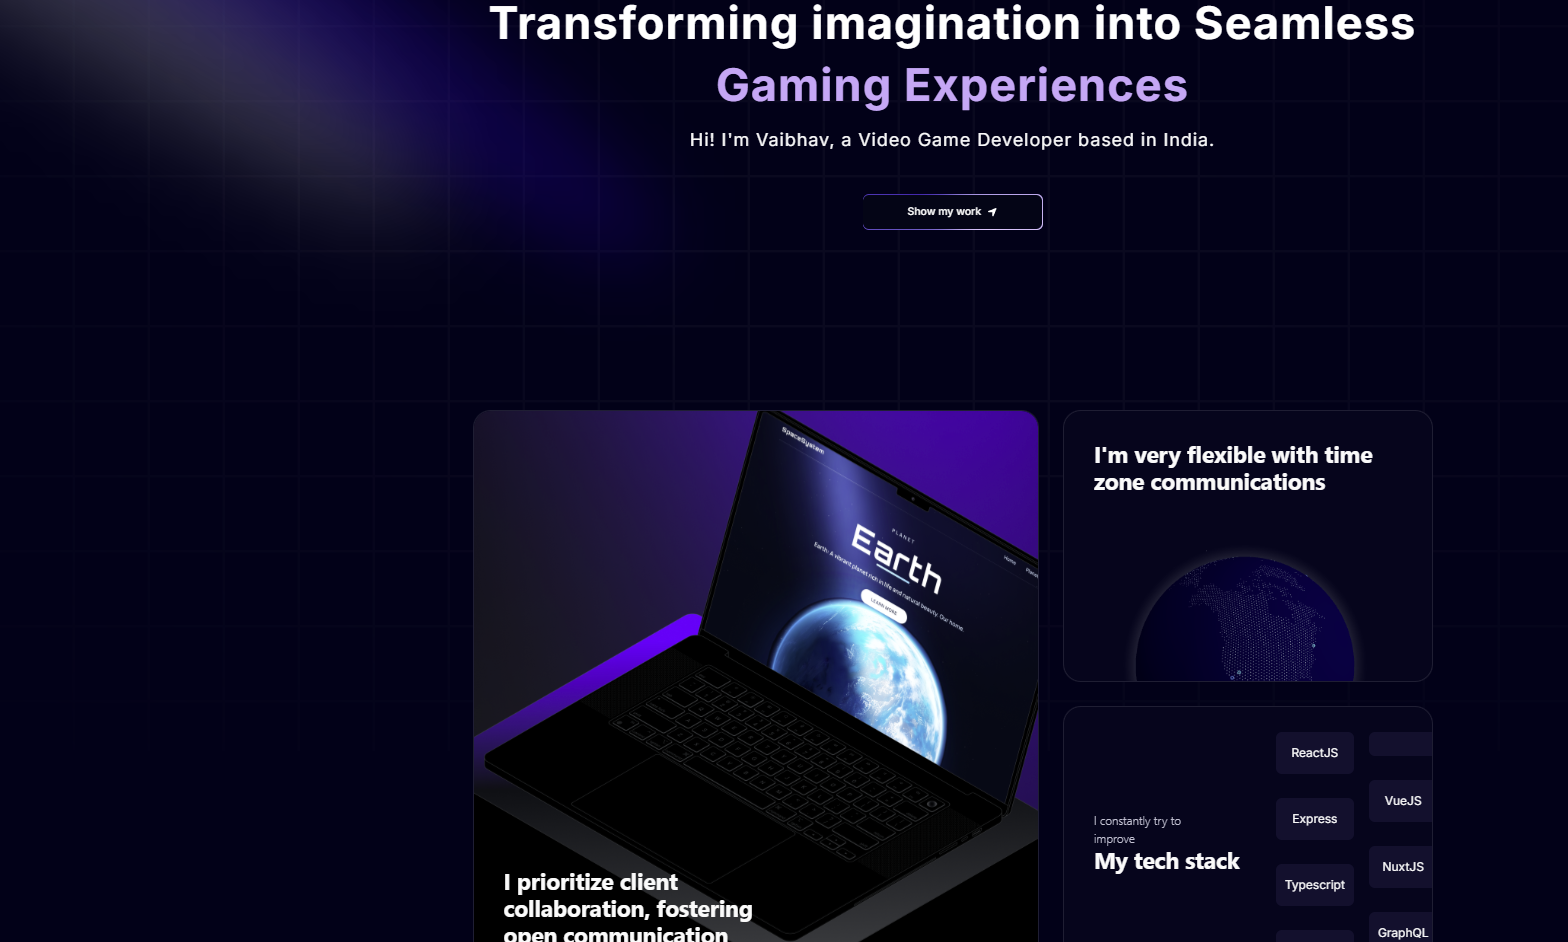 Transforming imagination into Seamless
Gaming Experiences
Hi! I'm Vaibhav, a Video Game Developer based in India.
Show my work
SpaceSystem
PLANET
Earth
Earth: A vibrant planet rich in life and natural beauty. Our home.
LEARN MORE
Home
I prioritize client
collaboration, fostering
open communication
I'm very flexible with time
zone communications
I constantly try to
improve
My tech stack
ReactJS
Express
Typescript
VueJS
NuxtJS
GraphQL